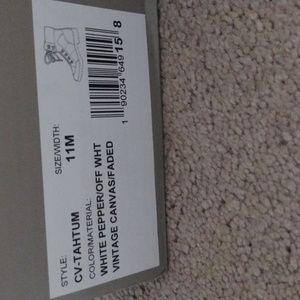 STYLE:
CV-TAHTUM
COLOR/MATERIAL:
WHITE PEPPER/OFF WHT
VINTAGE CANVAS/FADED
SIZE/WIDTH:
11M
1 90234 64915 8